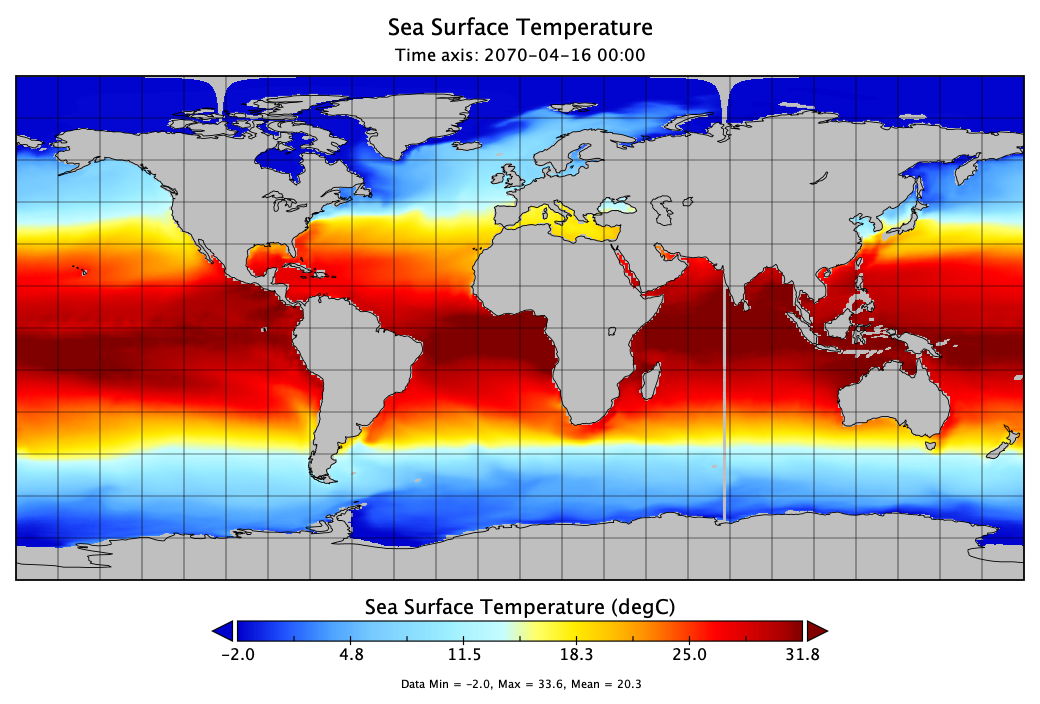 Sea Surface Temperature
Time axis: 2070-04-16 00:00
Sea Surface Temperature (degC)
−2.0 4.8 11.5 18.3 25.0 31.8
Data Min = −2.0, Max = 33.6, Mean = 20.3